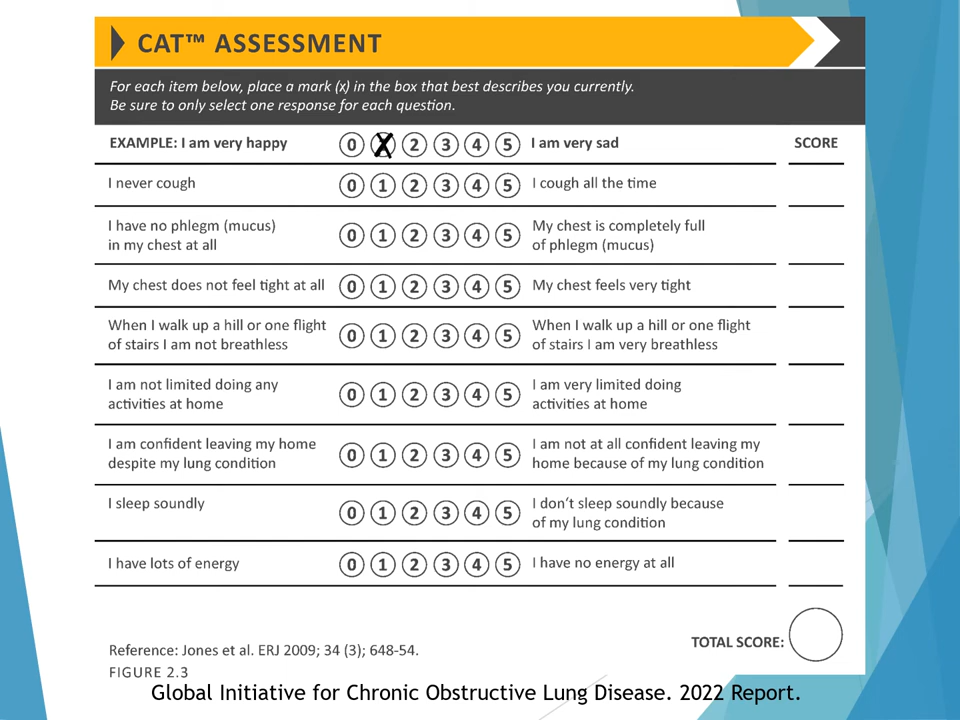 CAT™ ASSESSMENT
For each item below, place a mark (x) in the box that best describes you currently.
Be sure to only select one response for each question.
EXAMPLE: I am very happy 0 X 2 3 4 5 I am very sad SCORE
I never cough 0 1 2 3 4 5 I cough all the time
I have no phlegm (mucus)
in my chest at all
0 1 2 3 4 5
My chest is completely full
of phlegm (mucus)
My chest does not feel tight at all 0 1 2 3 4 5 My chest feels very tight
When I walk up a hill or one flight
of stairs I am not breathless
0 1 2 3 4 5
When I walk up a hill or one flight
of stairs I am very breathless
I am not limited doing any
activities at home
0 1 2 3 4 5
I am very limited doing
activities at home
I am confident leaving my home
despite my lung condition
0 1 2 3 4 5
I am not at all confident leaving my
home because of my lung condition
I sleep soundly
0 1 2 3 4 5
I don't sleep soundly because
of my lung condition
I have lots of energy 0 1 2 3 4 5 I have no energy at all
TOTAL SCORE:
Reference: Jones et al. ERJ 2009; 34 (3); 648-54.
FIGURE 2.3
Global Initiative for Chronic Obstructive Lung Disease. 2022 Report.